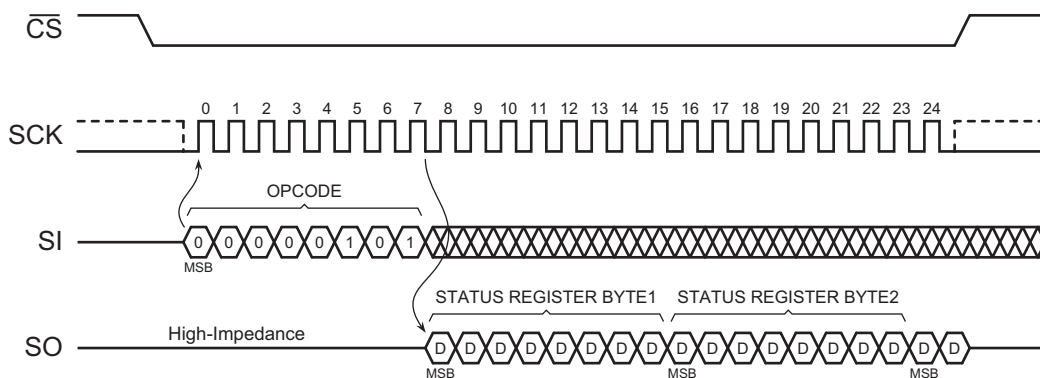 CS
SCK 0 1 2 3 4 5 6 7 8 9 10 11 12 13 14 15 16 17 18 19 20 21 22 23 24
OPCODE
SI 0 0 0 0 0 1 0 1
MSB
STATUS REGISTER BYTE1 STATUS REGISTER BYTE2
SO High-Impedance D D D D D D D D D D D D D D D D D D
MSB MSB MSB